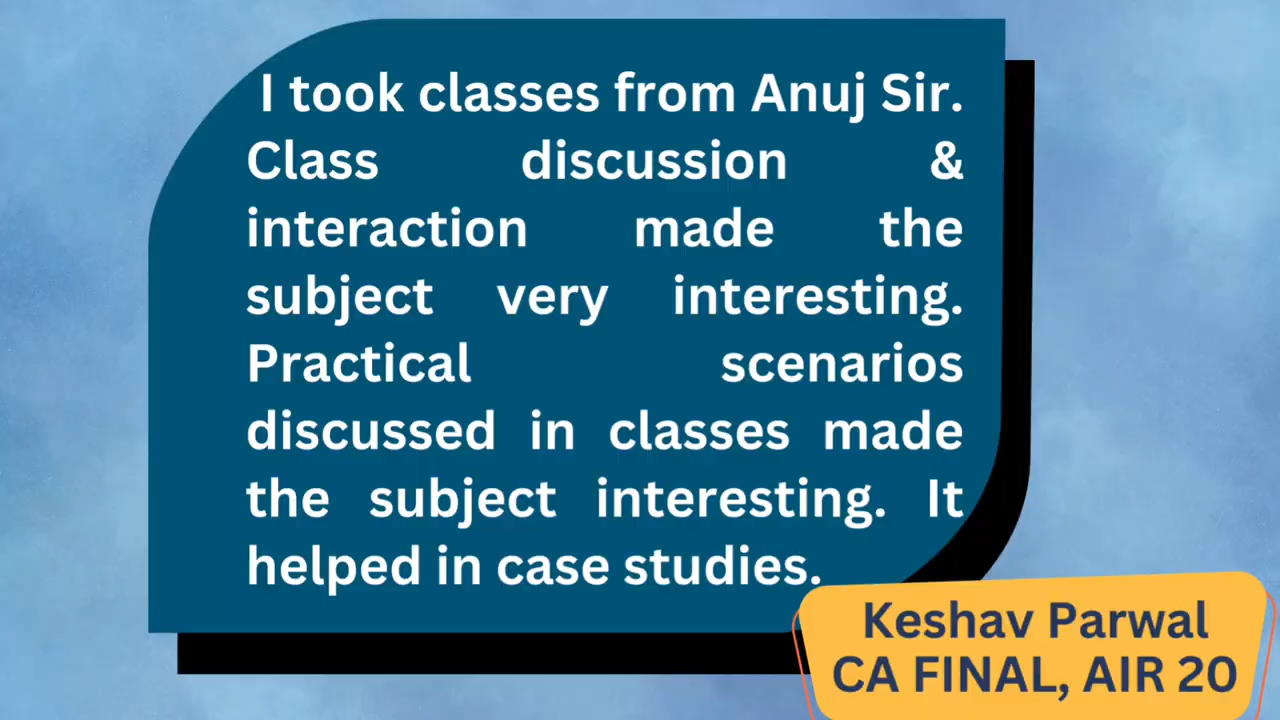 I took classes from Anuj Sir.
Class discussion &
interaction made the
subject very interesting.
Practical scenarios
discussed in classes made
the subject interesting. It
helped in case studies.
Keshav Parwal
CA FINAL, AIR 20